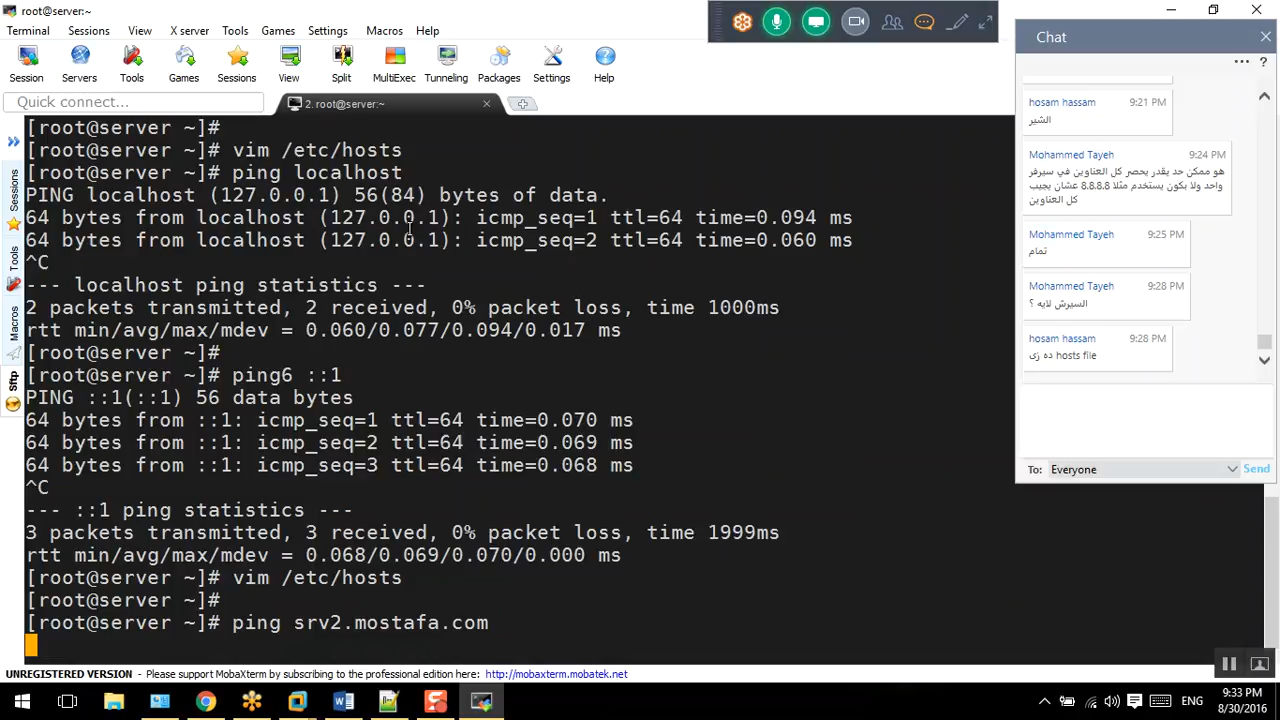 root@server:~
Terminal Sessions View X server Tools Games Settings Macros Help
Session Servers Tools Games Sessions View Split MultiExec Tunneling Packages Settings Help
Quick connect...
2. root@server:~
Sessions
Tools
Macros
Sftp
[root@server ~]#
[root@server ~]# vim /etc/hosts
[root@server ~]# ping localhost
PING localhost (127.0.0.1) 56(84) bytes of data.
64 bytes from localhost (127.0.0.1): icmp_seq=1 ttl=64 time=0.094 ms
64 bytes from localhost (127.0.0.1): icmp_seq=2 ttl=64 time=0.060 ms
^C
--- localhost ping statistics ---
2 packets transmitted, 2 received, 0% packet loss, time 1000ms
rtt min/avg/max/mdev = 0.060/0.077/0.094/0.017 ms
[root@server ~]#
[root@server ~]# ping6 ::1
PING ::1(::1) 56 data bytes
64 bytes from ::1: icmp_seq=1 ttl=64 time=0.070 ms
64 bytes from ::1: icmp_seq=2 ttl=64 time=0.069 ms
64 bytes from ::1: icmp_seq=3 ttl=64 time=0.068 ms
^C
--- ::1 ping statistics ---
3 packets transmitted, 3 received, 0% packet loss, time 1999ms
rtt min/avg/max/mdev = 0.068/0.069/0.070/0.000 ms
[root@server ~]# vim /etc/hosts
[root@server ~]#
[root@server ~]# ping srv2.mostafa.com
Chat
hosam hassam 9:21 PM
الشير
Mohammed Tayeh 9:24 PM
هو ممكن حد يقدر يحصر كل العناوين في سيرفر
واحد ولا يكون يستخدم مثلا 8.8.8.8 عشان يجيب
كل العناوين
Mohammed Tayeh 9:25 PM
تمام
Mohammed Tayeh 9:28 PM
السيرش لايه ؟
hosam hassam 9:28 PM
ده زى hosts file
To: Everyone Send
UNREGISTERED VERSION - Please support MobaXterm by subscribing to the professional edition here: http://mobaxterm.mobatek.net
ENG
9:33 PM
8/30/2016